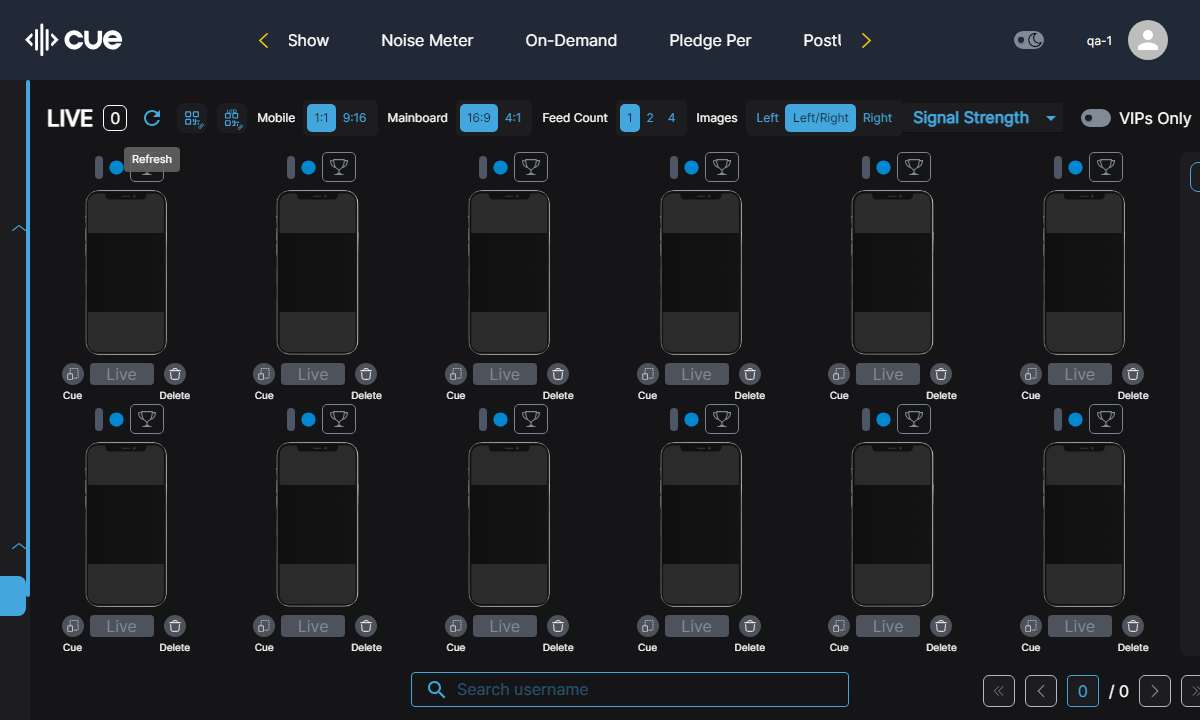 cue
Show
Noise Meter
On-Demand
Pledge Per
qa-1
LIVE 0
Mobile 1:1 9:16
Mainboard 16:9 4:1
Feed Count 1 2 4
Images Left Left/Right Right
Signal Strength
VIPs Only
Refresh
Live Live Live Live Live Live
Cue Delete Cue Delete Cue Delete Cue Delete Cue Delete Cue Delete
Live Live Live Live Live Live
Cue Delete Cue Delete Cue Delete Cue Delete Cue Delete Cue Delete
Search username
0 / 0